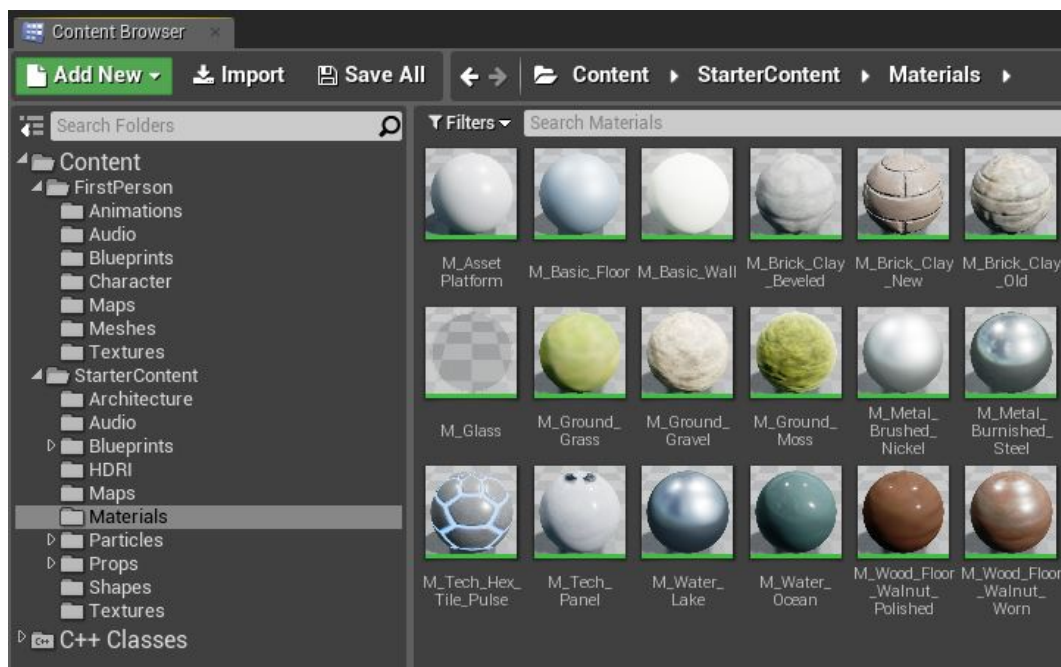 Content Browser
Add New Import Save All Content StarterContent Materials
Search Folders
Content
FirstPerson
Animations
Audio
Blueprints
Character
Maps
Meshes
Textures
StarterContent
Architecture
Audio
Blueprints
HDRI
Maps
Materials
Particles
Props
Shapes
Textures
C++ C++ Classes
Filters Search Materials
M_Asset
Platform
M_Basic_Floor
M_Basic_Wall
M_Brick_Clay
_Beveled
M_Brick_Clay
_New
M_Brick_Clay
_Old
M_Glass
M_Ground_
Grass
M_Ground_
Gravel
M_Ground_
Moss
M_Metal_
Brushed_
Nickel
M_Metal_
Burnished_
Steel
M_Tech_Hex_
Tile_Pulse
M_Tech_
Panel
M_Water_
Lake
M_Water_
Ocean
M_Wood_Floor
_Walnut_
Polished
M_Wood_Floor
_Walnut_
Worn